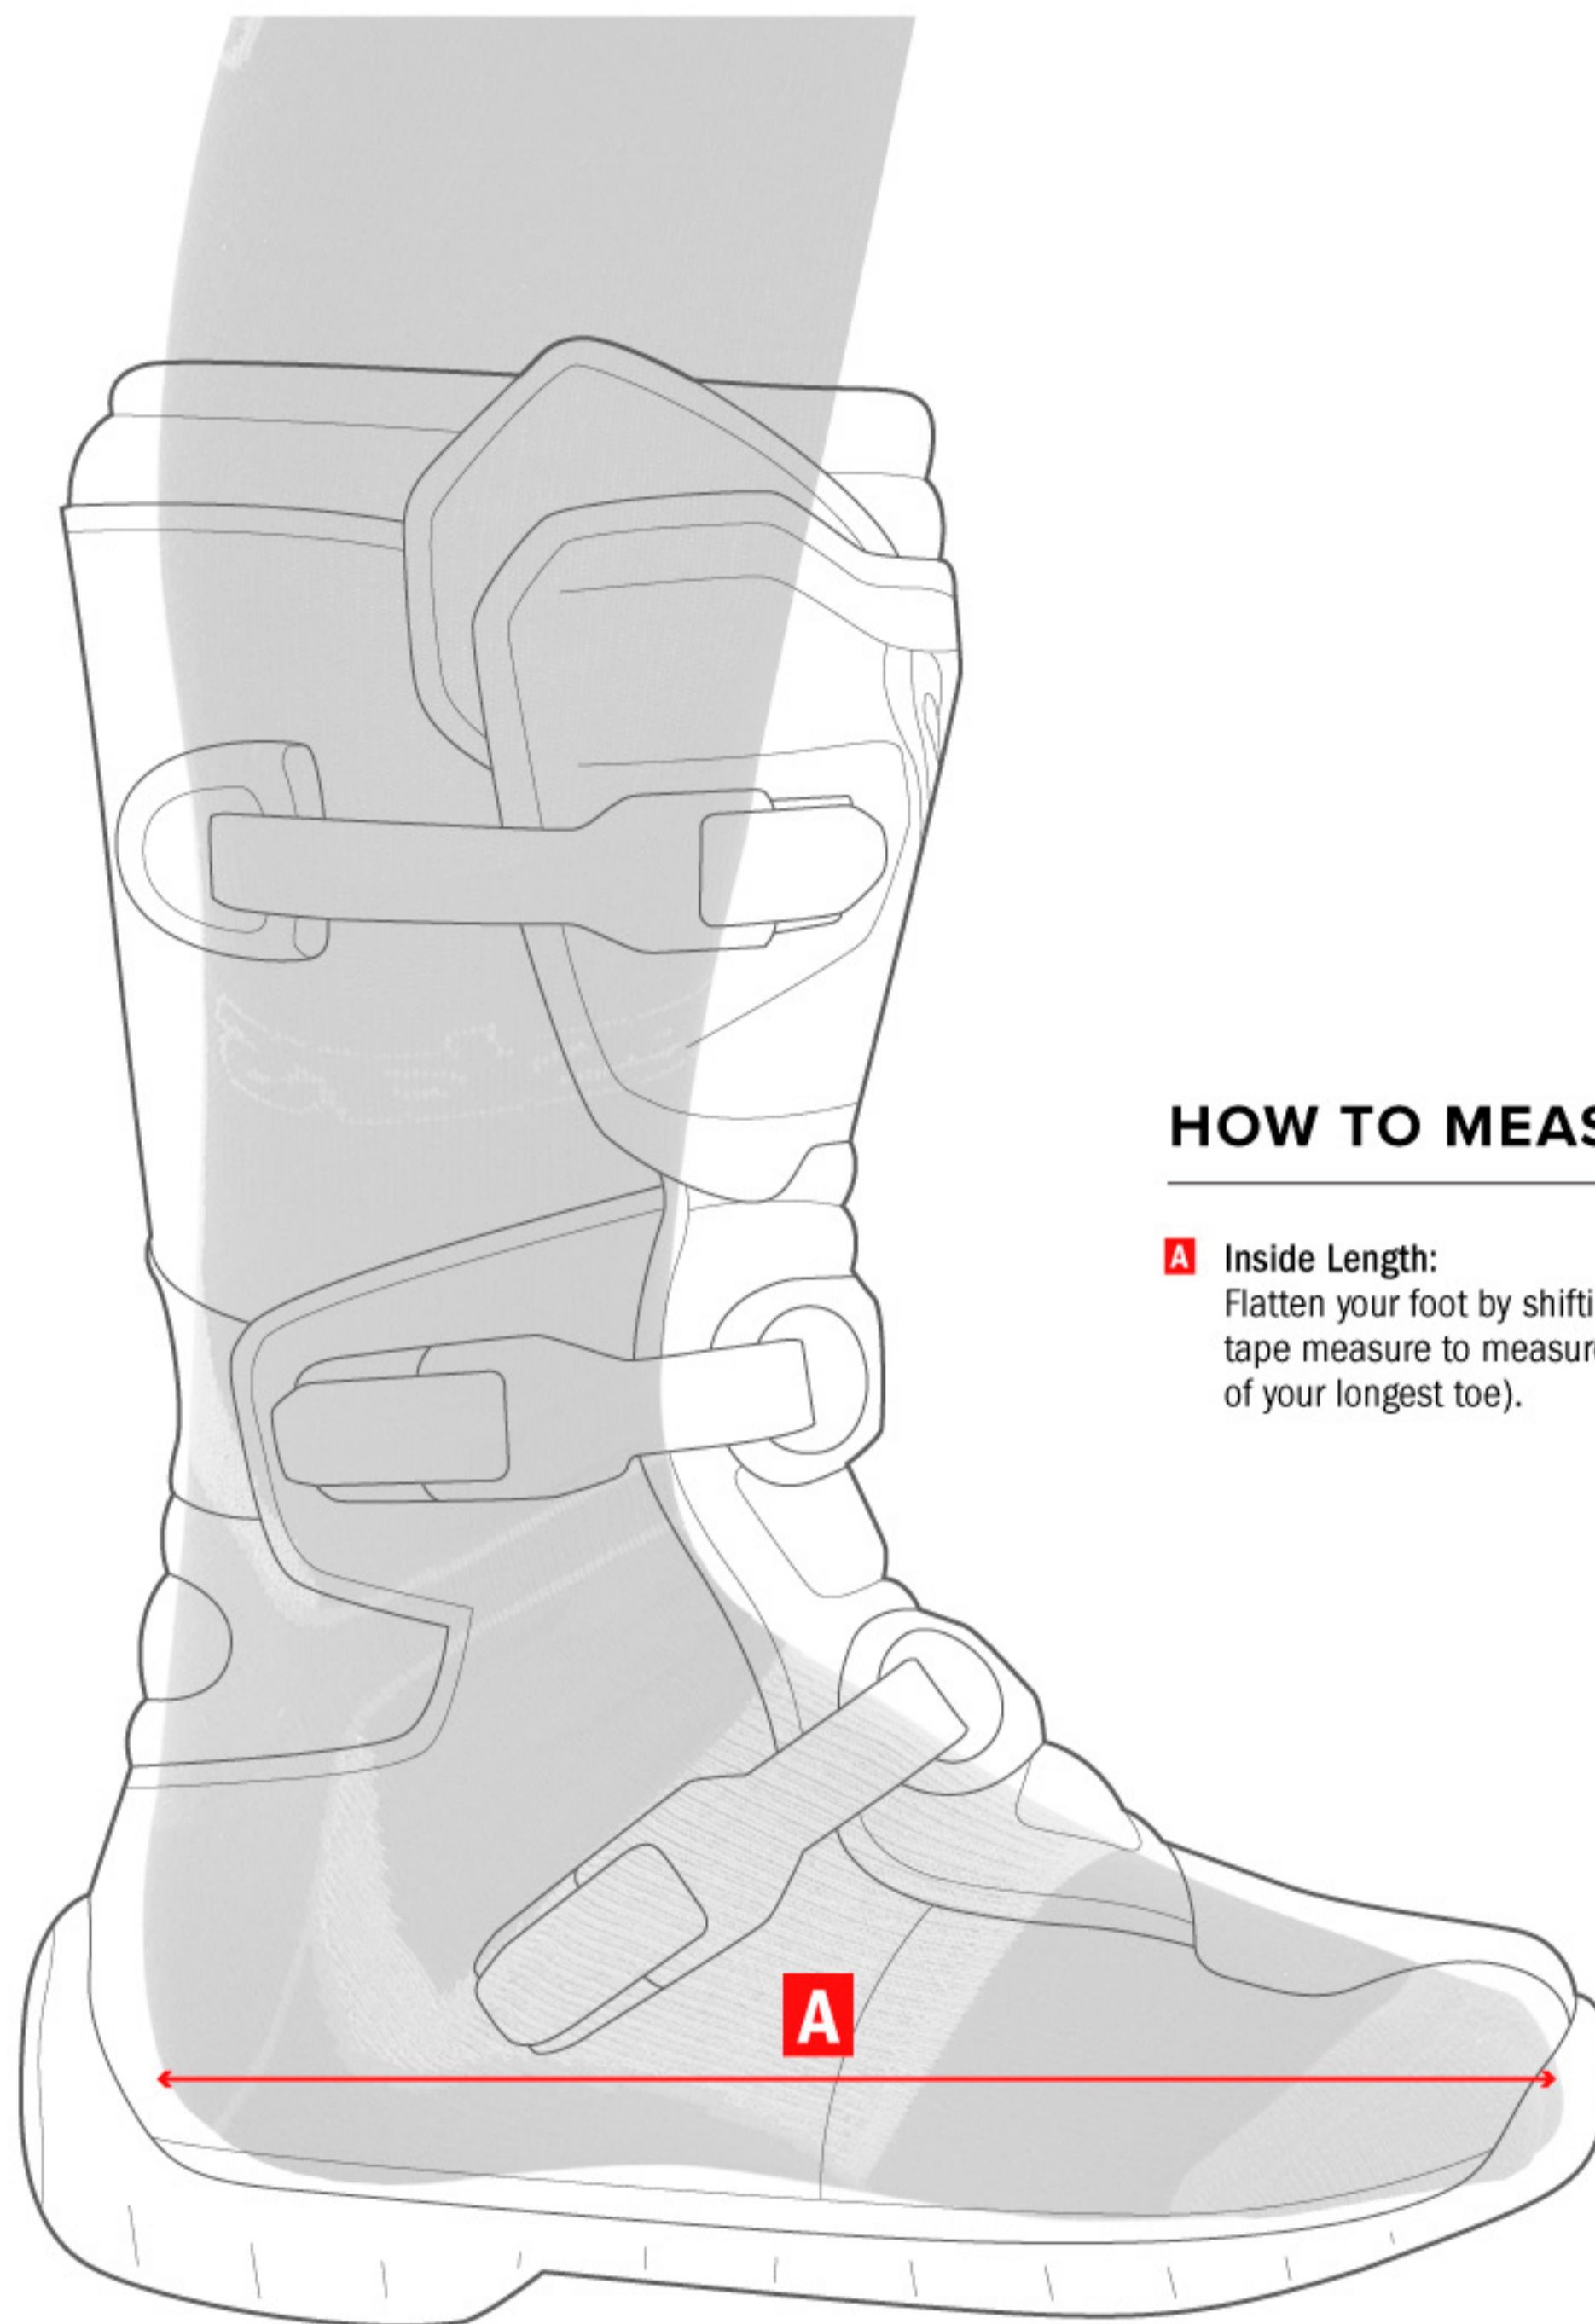 HOW TO MEAS
A Inside Length:
Flatten your foot by shifti
tape measure to measur
of your longest toe).
A